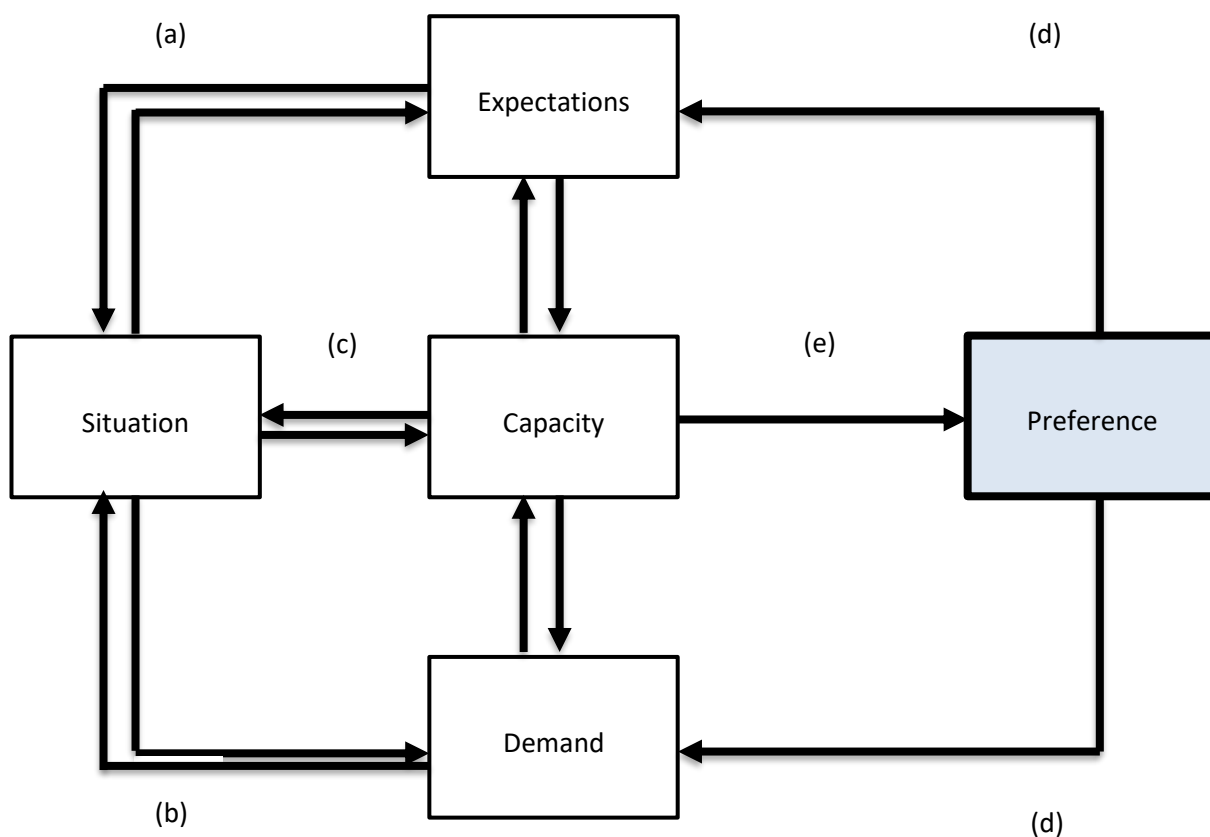 (a)
(d)
Expectations
(c)
(e)
Situation
Capacity
Preference
Demand
(b)
(d)